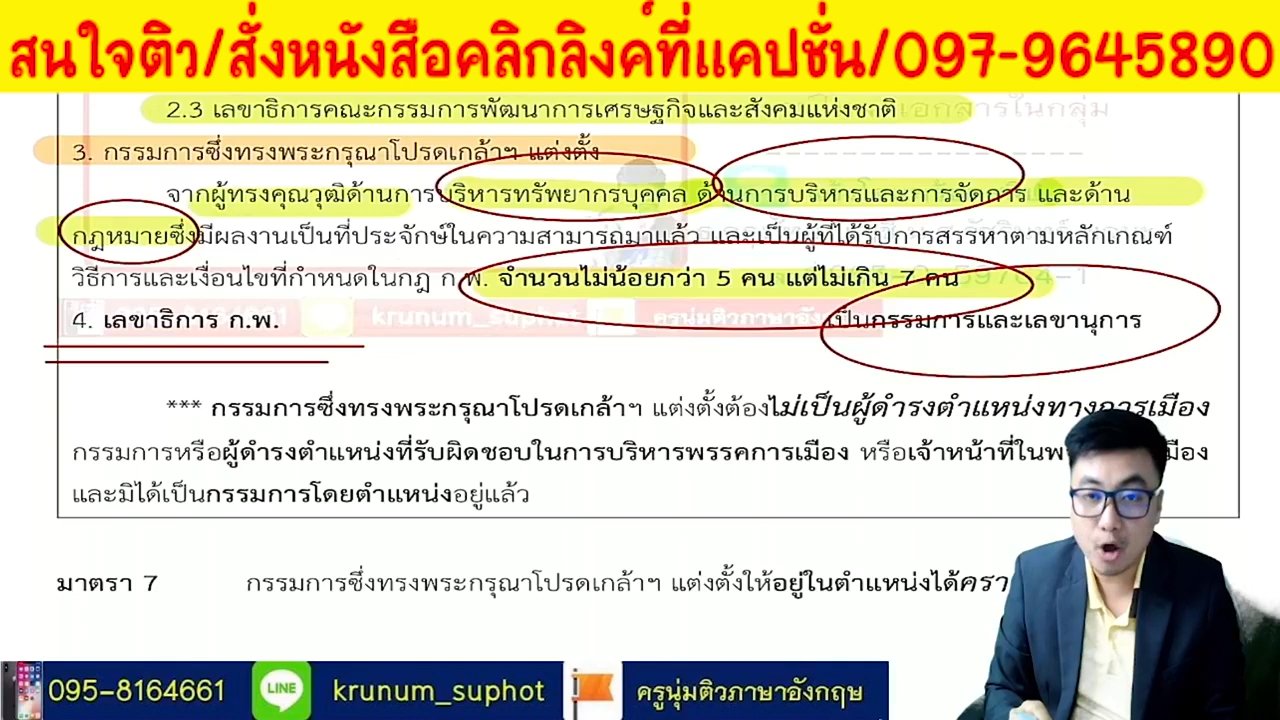 สนใจติว/สั่งหนังสือคลิกลิงค์ที่แคปชั่น/097-9645890
2.3 เลขาธิการคณะกรรมการพัฒนาการเศรษฐกิจและสังคมแห่งชาติ
3. กรรมการซึ่งทรงพระกรุณาโปรดเกล้าฯ แต่งตั้ง
จากผู้ทรงคุณวุฒิด้านการบริหารทรัพยากรบุคคล ด้านการบริหารและการจัดการ และด้าน
กฎหมายซึ่งมีผลงานเป็นที่ประจักษ์ในความสามารถมาแล้ว และเป็นผู้ที่ได้รับการสรรหาตามหลักเกณฑ์
วิธีการและเงื่อนไขที่กำหนดในกฎ ก.พ. จำนวนไม่น้อยกว่า 5 คน แต่ไม่เกิน 7 คน
4. เลขาธิการ ก.พ. เป็นกรรมการและเลขานุการ
*** กรรมการซึ่งทรงพระกรุณาโปรดเกล้าฯ แต่งตั้งต้องไม่เป็นผู้ดำรงตำแหน่งทางการเมือง
กรรมการหรือผู้ดำรงตำแหน่งที่รับผิดชอบในการบริหารพรรคการเมือง หรือเจ้าหน้าที่ในพ เมือง
และมิได้เป็นกรรมการโดยตำแหน่งอยู่แล้ว
มาตรา 7 กรรมการซึ่งทรงพระกรุณาโปรดเกล้าฯ แต่งตั้งให้อยู่ในตำแหน่งได้ครา
095-8164661 LINE krunum_suphot ครูนุ่มติวภาษาอังกฤษ